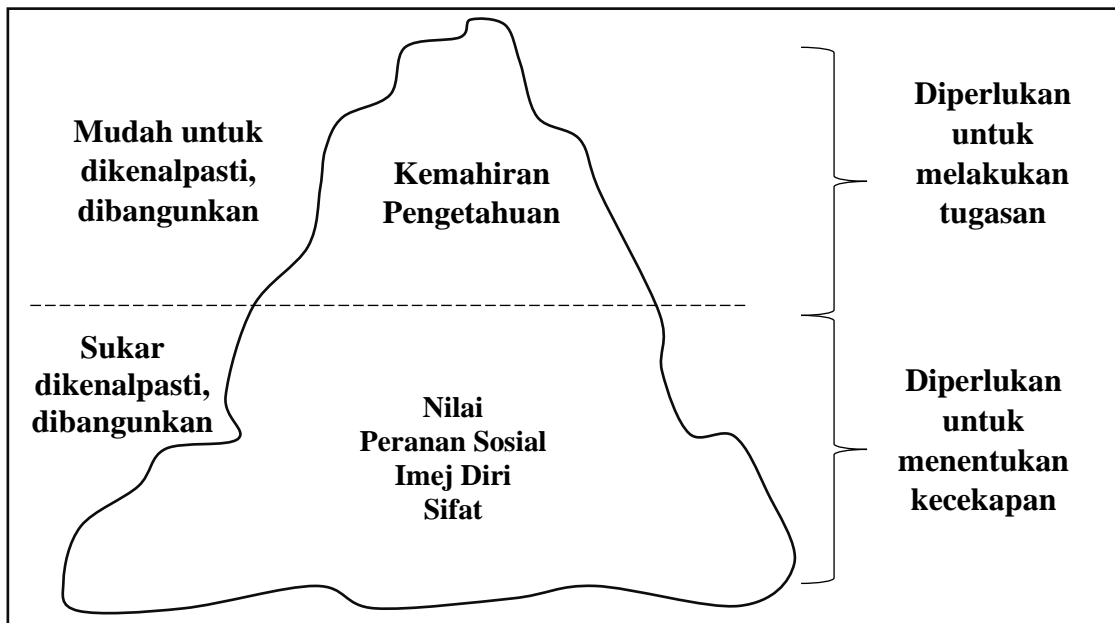 Mudah untuk
dikenalpasti,
dibangunkan
Kemahiran
Pengetahuan
Diperlukan
untuk
melakukan
tugasan
Sukar
dikenalpasti,
dibangunkan
Nilai
Peranan Sosial
Imej Diri
Sifat
Diperlukan
untuk
menentukan
kecekapan